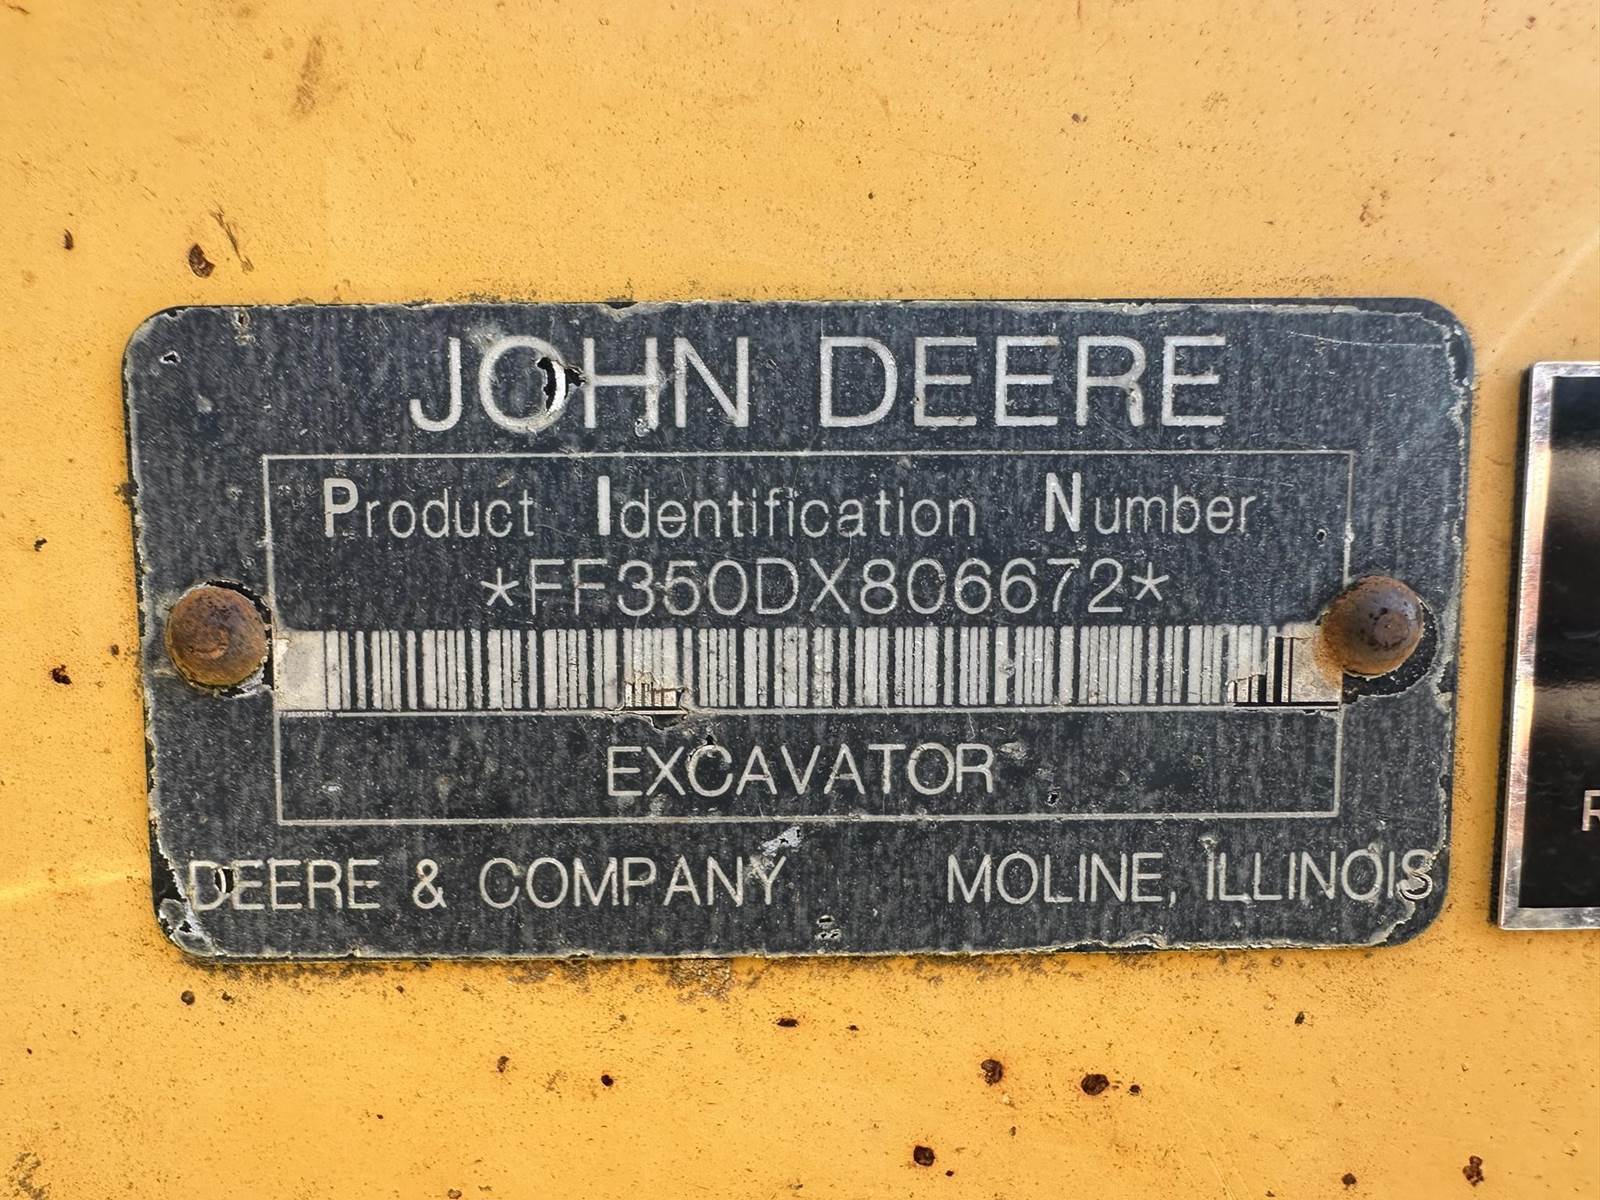 JOHN DEERE
Product Identification Number
*FF350DX806672*
EXCAVATOR
DEERE & COMPANY MOLINE, ILLINOIS
R